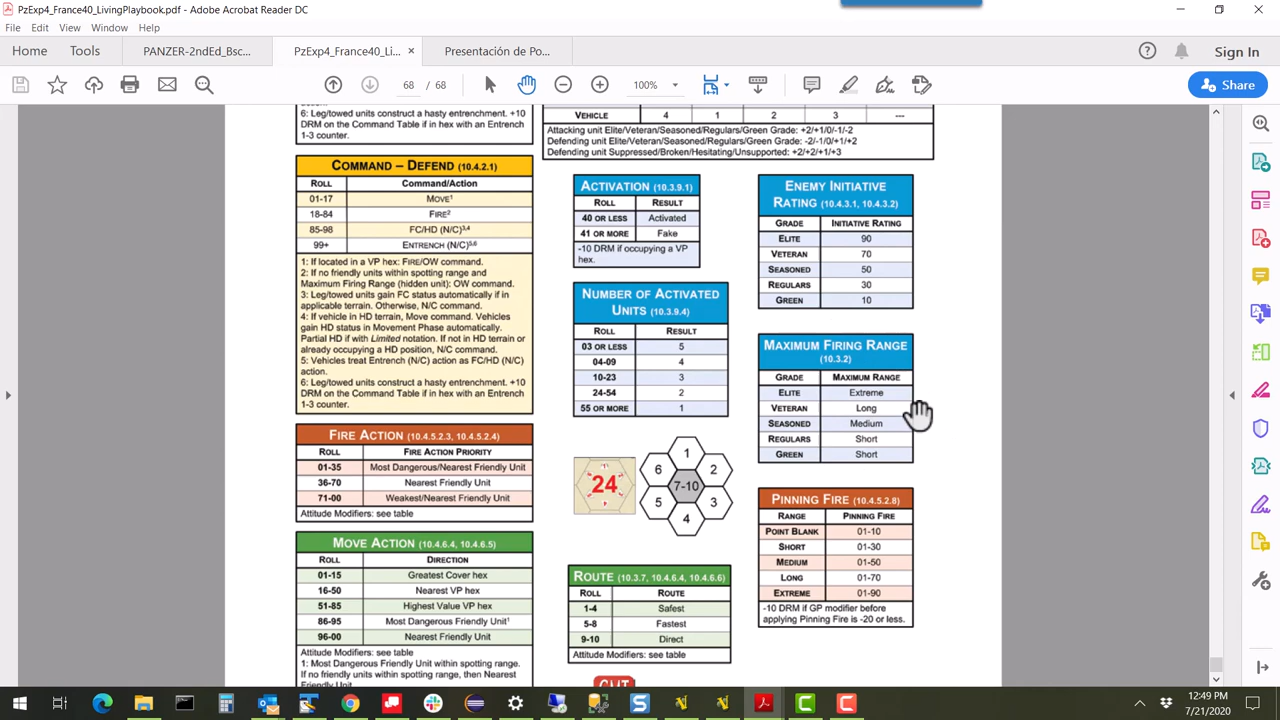 PzExp4_France40_LivingPlaybook.pdf - Adobe Acrobat Reader DC
File Edit View Window Help
Home Tools PANZER-2ndEd_Bsc... PzExp4_France40_Li... × Presentación de Po... Sign In
68 / 68 100% Share
6: Leg/towed units construct a hasty entrenchment. +10
DRM on the Command Table if in hex with an Entrench
1-3 counter.
VEHICLE 4 1 2 3 ---
Attacking unit Elite/Veteran/Seasoned/Regulars/Green Grade: +2/+1/0/-1/-2
Defending unit Elite/Veteran/Seasoned/Regulars/Green Grade: -2/-1/0/+1/+2
Defending unit Suppressed/Broken/Hesitating/Unsupported: +2/+2/+1/+3
COMMAND – DEFEND (10.4.2.1)
ROLL Command/Action
01-17 MOVE1
18-84 FIRE2
85-98 FC/HD (N/C)3,4
99+ ENTRENCH (N/C)5,6
1: If located in a VP hex: FIRE/OW command.
2: If no friendly units within spotting range and
Maximum Firing Range (hidden unit): OW command.
3: Leg/towed units gain FC status automatically if in
applicable terrain. Otherwise, N/C command.
4: If vehicle in HD terrain, Move command. Vehicles
gain HD status in Movement Phase automatically.
Partial HD if with Limited notation. If not in HD terrain or
already occupying a HD position, N/C command.
5: Vehicles treat Entrench (N/C) action as FC/HD (N/C)
action.
6: Leg/towed units construct a hasty entrenchment. +10
DRM on the Command Table if in hex with an Entrench
1-3 counter.
FIRE ACTION (10.4.5.2.3, 10.4.5.2.4)
ROLL FIRE ACTION PRIORITY
01-35 Most Dangerous/Nearest Friendly Unit
36-70 Nearest Friendly Unit
71-00 Weakest/Nearest Friendly Unit
Attitude Modifiers: see table
MOVE ACTION (10.4.6.4, 10.4.6.5)
ROLL DIRECTION
01-15 Greatest Cover hex
16-50 Nearest VP hex
51-85 Highest Value VP hex
86-95 Most Dangerous Friendly Unit1
96-00 Nearest Friendly Unit
Attitude Modifiers: see table
1: Most Dangerous Friendly Unit within spotting range.
If no friendly units within spotting range, then Nearest
Friendly Unit.
ACTIVATION (10.3.9.1)
ROLL RESULT
40 OR LESS Activated
41 OR MORE Fake
-10 DRM if occupying a VP
hex.
NUMBER OF ACTIVATED
UNITS (10.3.9.4)
ROLL RESULT
03 OR LESS 5
04-09 4
10-23 3
24-54 2
55 OR MORE 1
24
1
6 2
7-10
5 3
4
ROUTE (10.3.7, 10.4.6.4, 10.4.6.6)
ROLL ROUTE
1-4 Safest
5-8 Fastest
9-10 Direct
Attitude Modifiers: see table
ENEMY INITIATIVE
RATING (10.4.3.1, 10.4.3.2)
GRADE INITIATIVE RATING
ELITE 90
VETERAN 70
SEASONED 50
REGULARS 30
GREEN 10
MAXIMUM FIRING RANGE
(10.3.2)
GRADE MAXIMUM RANGE
ELITE Extreme
VETERAN Long
SEASONED Medium
REGULARS Short
GREEN Short
PINNING FIRE (10.4.5.2.8)
RANGE PINNING FIRE
POINT BLANK 01-10
SHORT 01-30
MEDIUM 01-50
LONG 01-70
EXTREME 01-90
-10 DRM if GP modifier before
applying Pinning Fire is -20 or less.
12:49 PM
7/21/2020